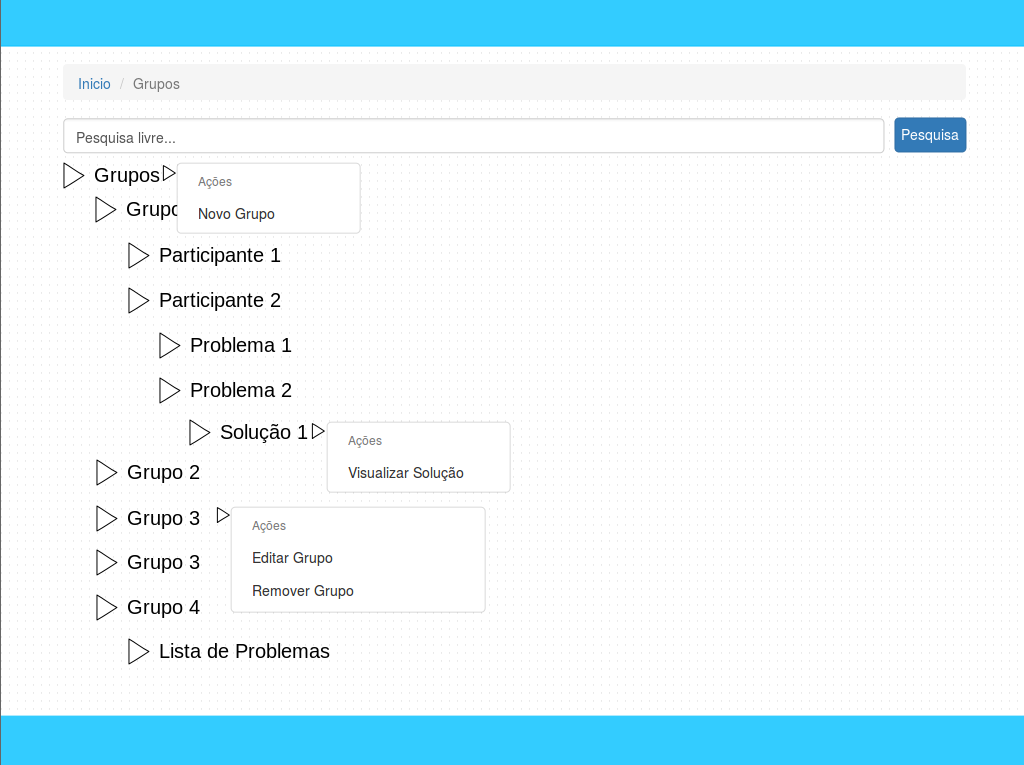 Inicio / Grupos
Pesquisa livre...
Pesquisa
Grupos
Ações
Novo Grupo
Grupo
Participante 1
Participante 2
Problema 1
Problema 2
Solução 1
Ações
Visualizar Solução
Grupo 2
Grupo 3
Ações
Editar Grupo
Remover Grupo
Grupo 3
Grupo 4
Lista de Problemas